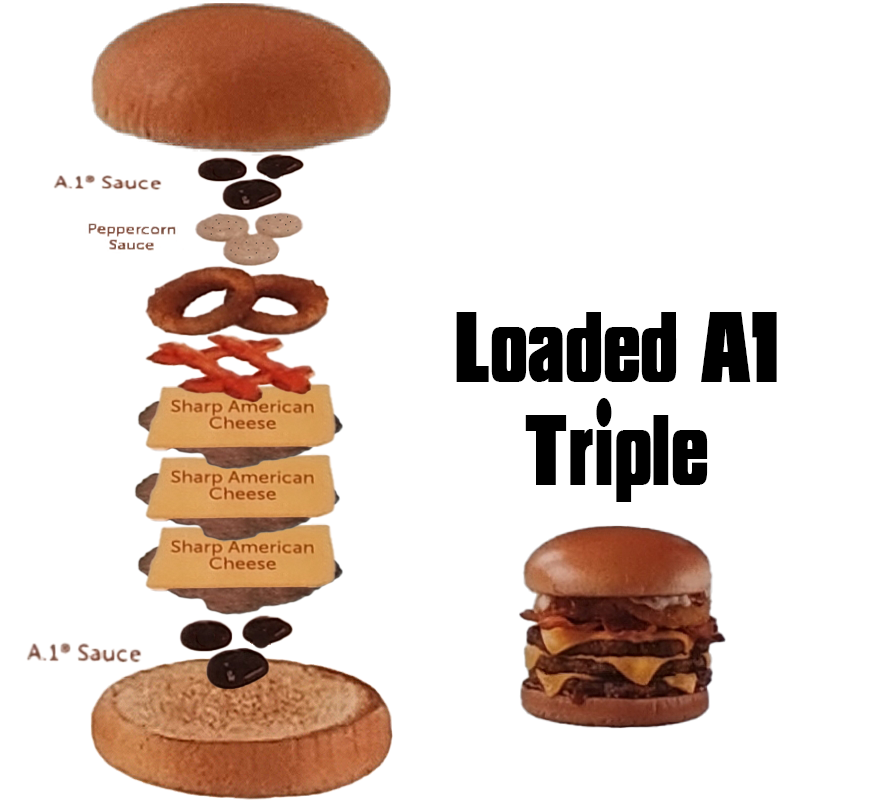 A.1® Sauce
Peppercorn
Sauce
Sharp American
Cheese
Sharp American
Cheese
Sharp American
Cheese
A.1® Sauce
Loaded A1
Triple